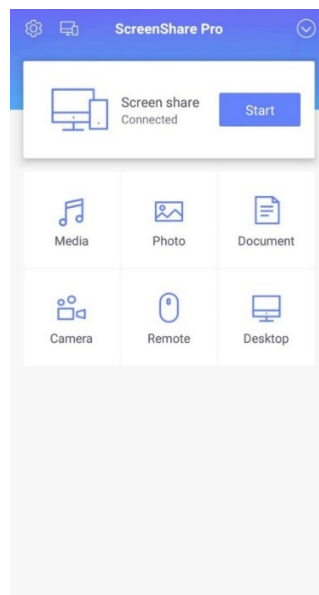 ScreenShare Pro
Screen share
Connected
Start
Media
Photo
Document
Camera
Remote
Desktop